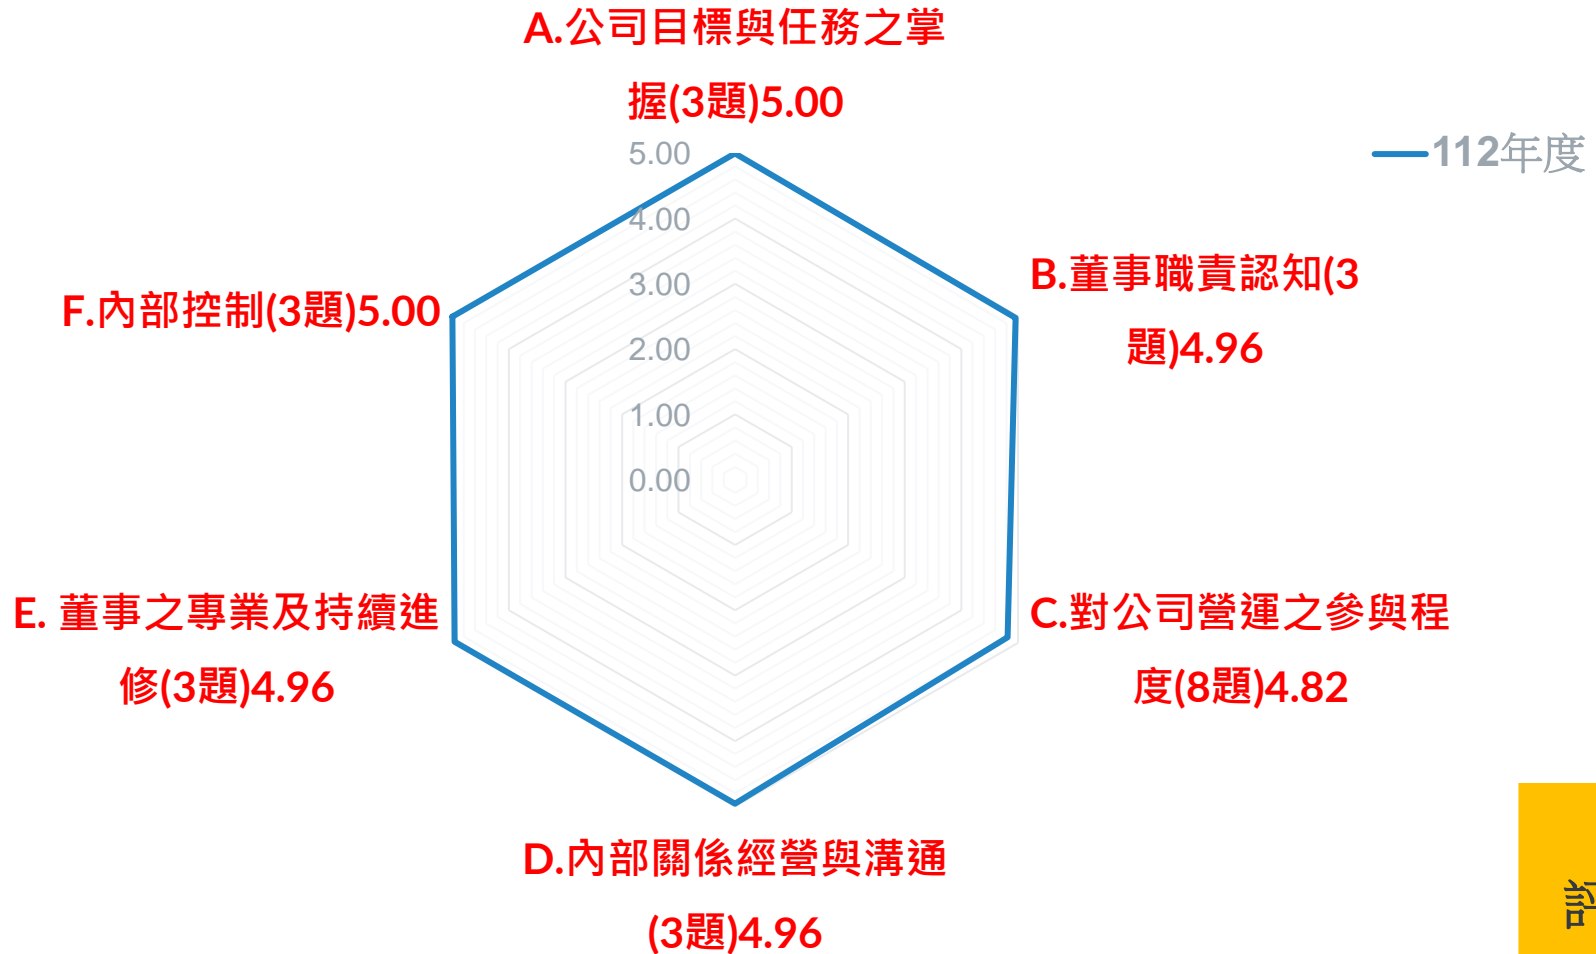 A.公司目標與任務之掌
握(3題)5.00
112年度
5.00
4.00
3.00
2.00
1.00
0.00
B.董事職責認知(3
題)4.96
C.對公司營運之參與程
度(8題)4.82
D.內部關係經營與溝通
(3題)4.96
E. 董事之專業及持續進
修(3題)4.96
F.內部控制(3題)5.00